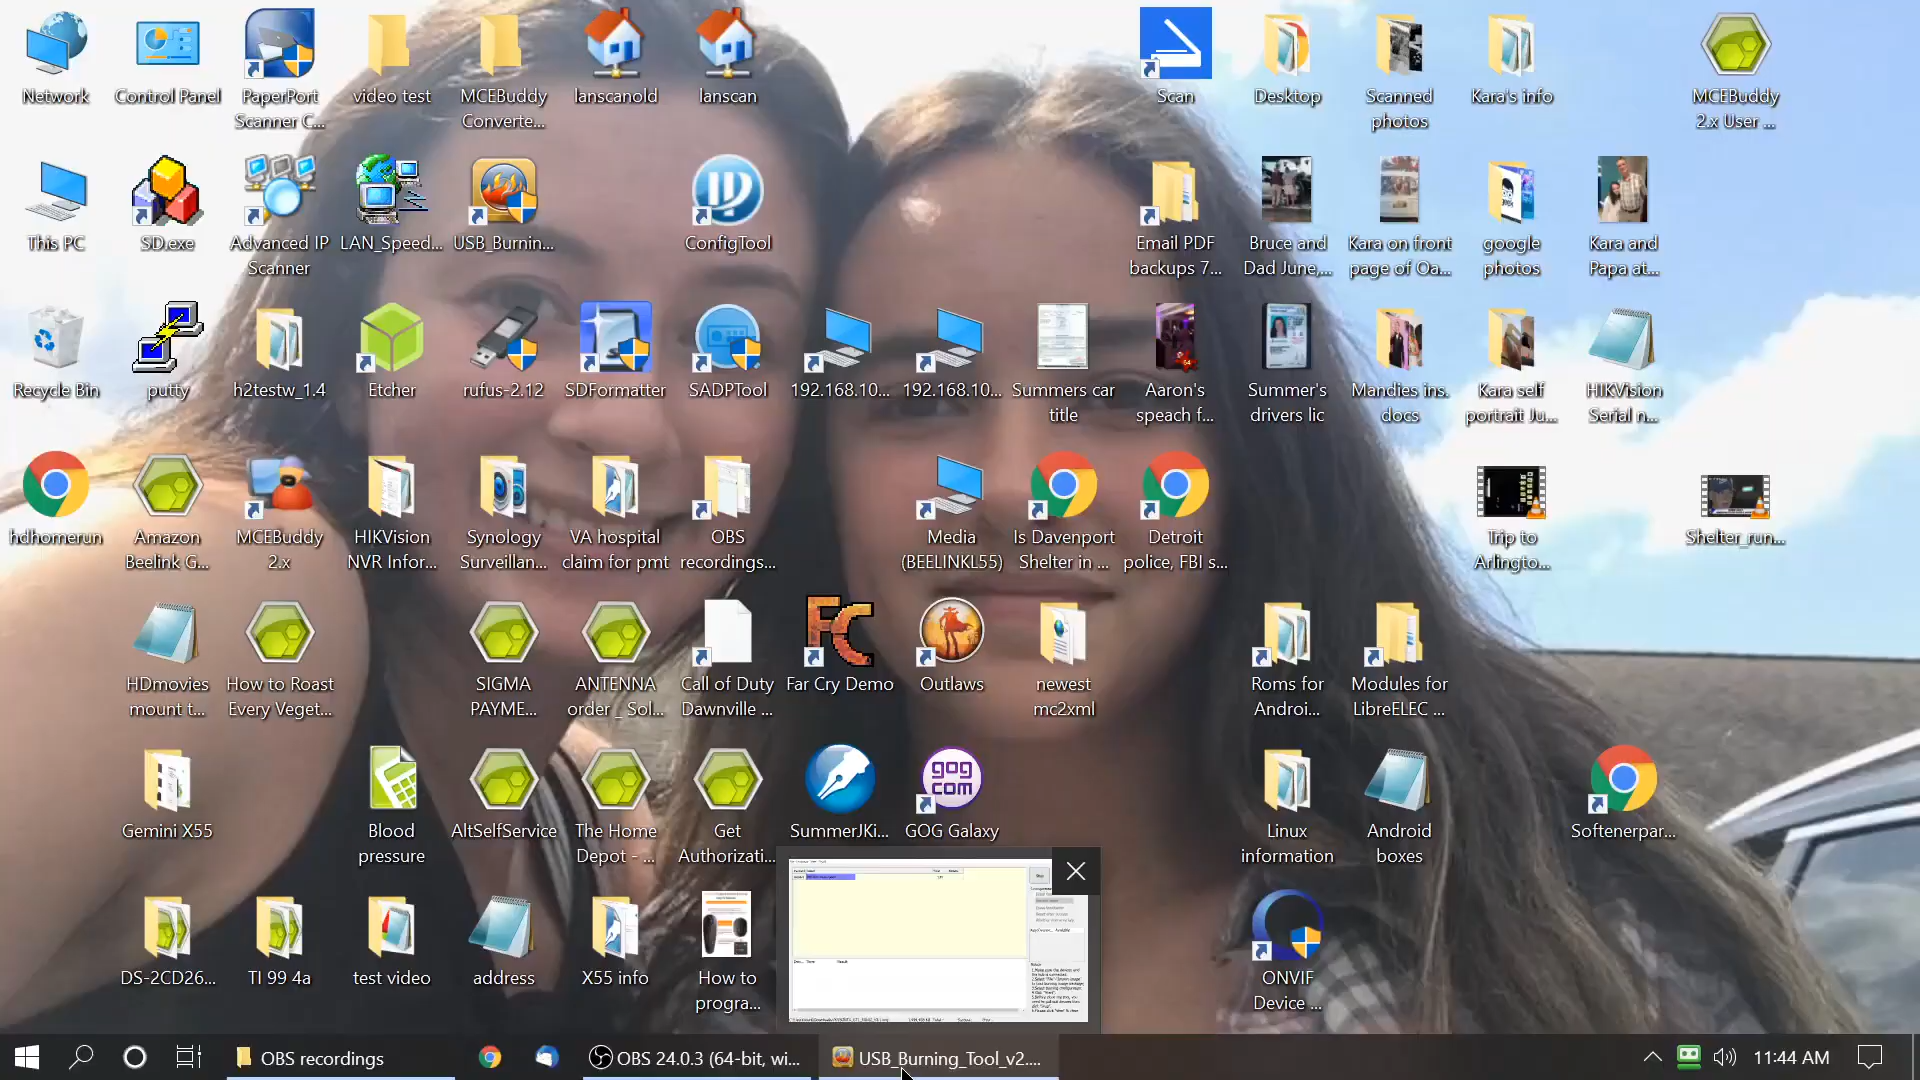 Network
Control Panel
PaperPort
Scanner C...
video test
MCEBuddy
Converte...
lanscanold
lanscan
Scan
Desktop
Scanned
photos
Kara's info
MCEBuddy
2.x User ...
This PC
SD.exe
Advanced IP
Scanner
LAN_Speed...
USB_Burnin...
ConfigTool
Email PDF
backups 7...
Bruce and
Dad June,...
Kara on front
page of Oa...
google
photos
Kara and
Papa at...
Recycle Bin
putty
h2testw_1.4
Etcher
rufus-2.12
SDFormatter
SADPTool
192.168.10...
192.168.10...
Summers car
title
Aaron's
speach f...
Summer's
drivers lic
Mandies ins.
docs
Kara self
portrait Ju...
HIKVision
Serial n...
hdhomerun
Amazon
Beelink G...
MCEBuddy
2.x
HIKVision
NVR Infor...
Synology
Surveillan...
VA hospital
claim for pmt
OBS
recordings...
Media
(BEELINKL55)
Is Davenport
Shelter in ...
Detroit
police, FBI s...
Trip to
Arlingto...
Shelter_run...
HDmovies
mount t...
How to Roast
Every Veget...
SIGMA
PAYME...
ANTENNA
order _ Sol...
Call of Duty
Dawnville ...
Far Cry Demo
Outlaws
newest
mc2xml
Roms for
Androi...
Modules for
LibreELEC ...
Gemini X55
Blood
pressure
AltSelfService
The Home
Depot - ...
Get
Authorizati...
SummerJKi...
gog
com
GOG Galaxy
Linux
information
Android
boxes
Softenerpar...
DS-2CD26...
TI 99 4a
test video
address
X55 info
How to
progra...
ONVIF
Device ...
OBS recordings
OBS 24.0.3 (64-bit, wi...
USB_Burning_Tool_v2....
11:44 AM